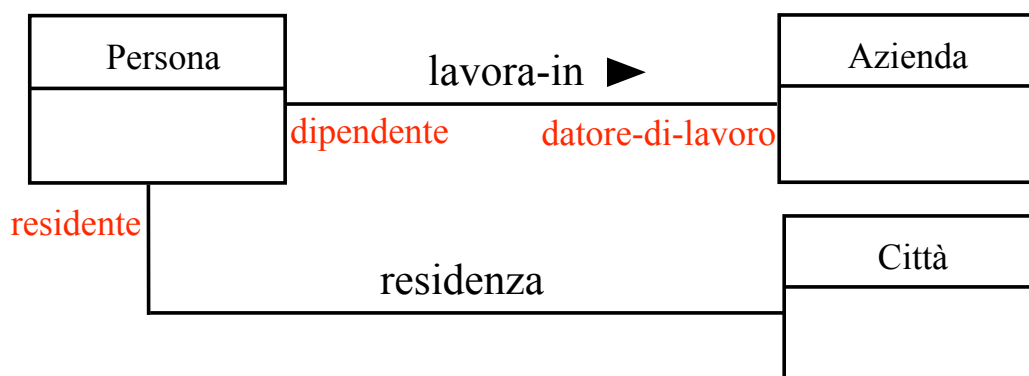 Persona
Azienda
lavora-in ►
dipendente
datore-di-lavoro
residente
Città
residenza